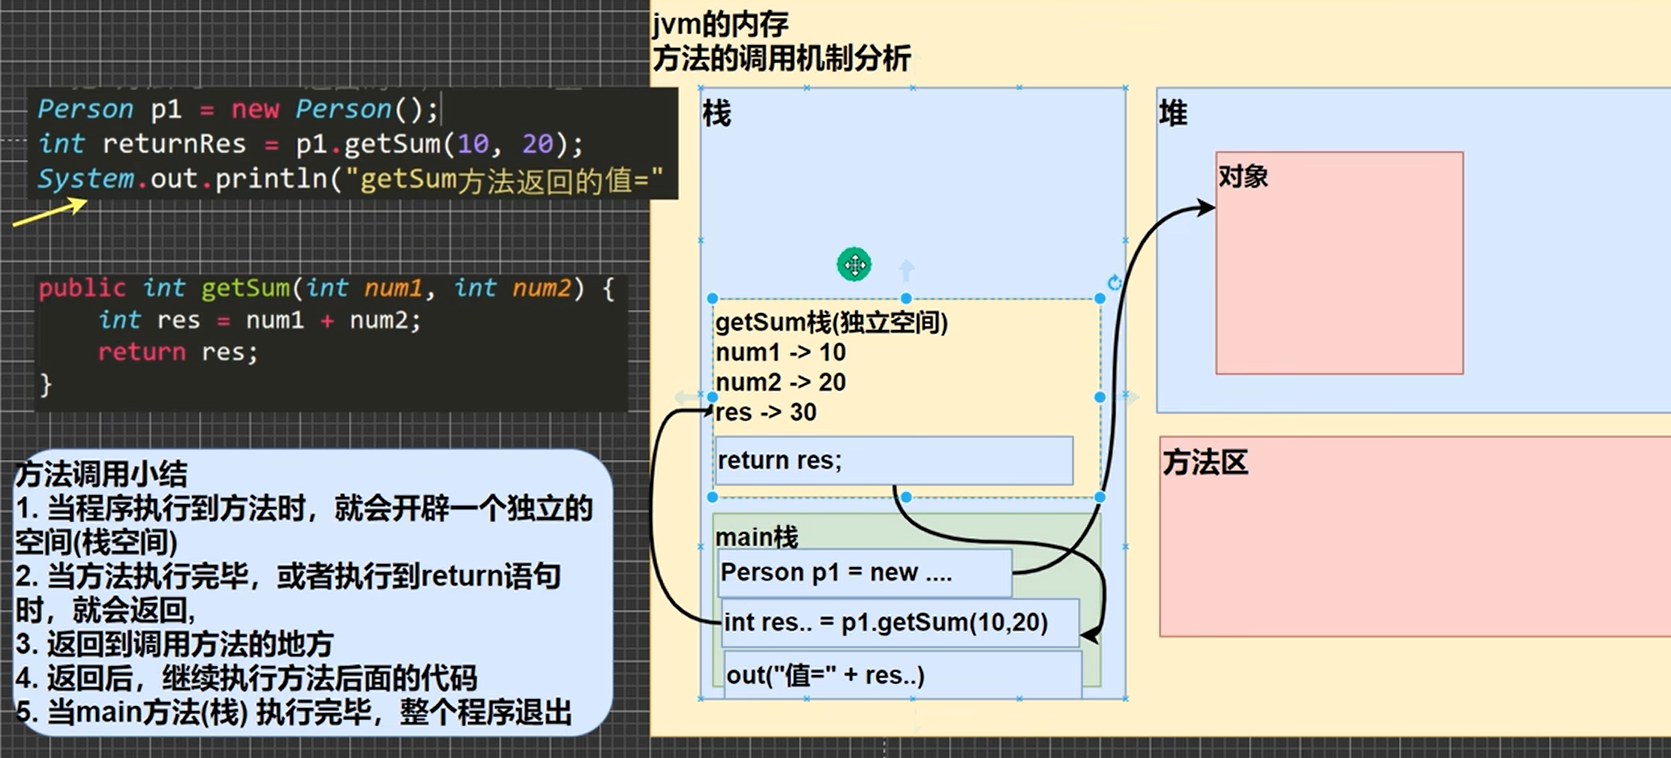 jvm的内存
方法的调用机制分析
Person p1 = new Person();
int returnRes = p1.getSum(10, 20);
System.out.println("getSum方法返回的值="
public int getSum(int num1, int num2) {
int res = num1 + num2;
return res;
}
方法调用小结
1. 当程序执行到方法时，就会开辟一个独立的
空间(栈空间)
2. 当方法执行完毕，或者执行到return语句
时，就会返回,
3. 返回到调用方法的地方
4. 返回后，继续执行方法后面的代码
5. 当main方法(栈) 执行完毕，整个程序退出
栈
getSum栈(独立空间)
num1 -> 10
num2 -> 20
res -> 30
return res;
main栈
Person p1 = new ....
int res.. = p1.getSum(10,20)
out("值=" + res..)
堆
对象
方法区